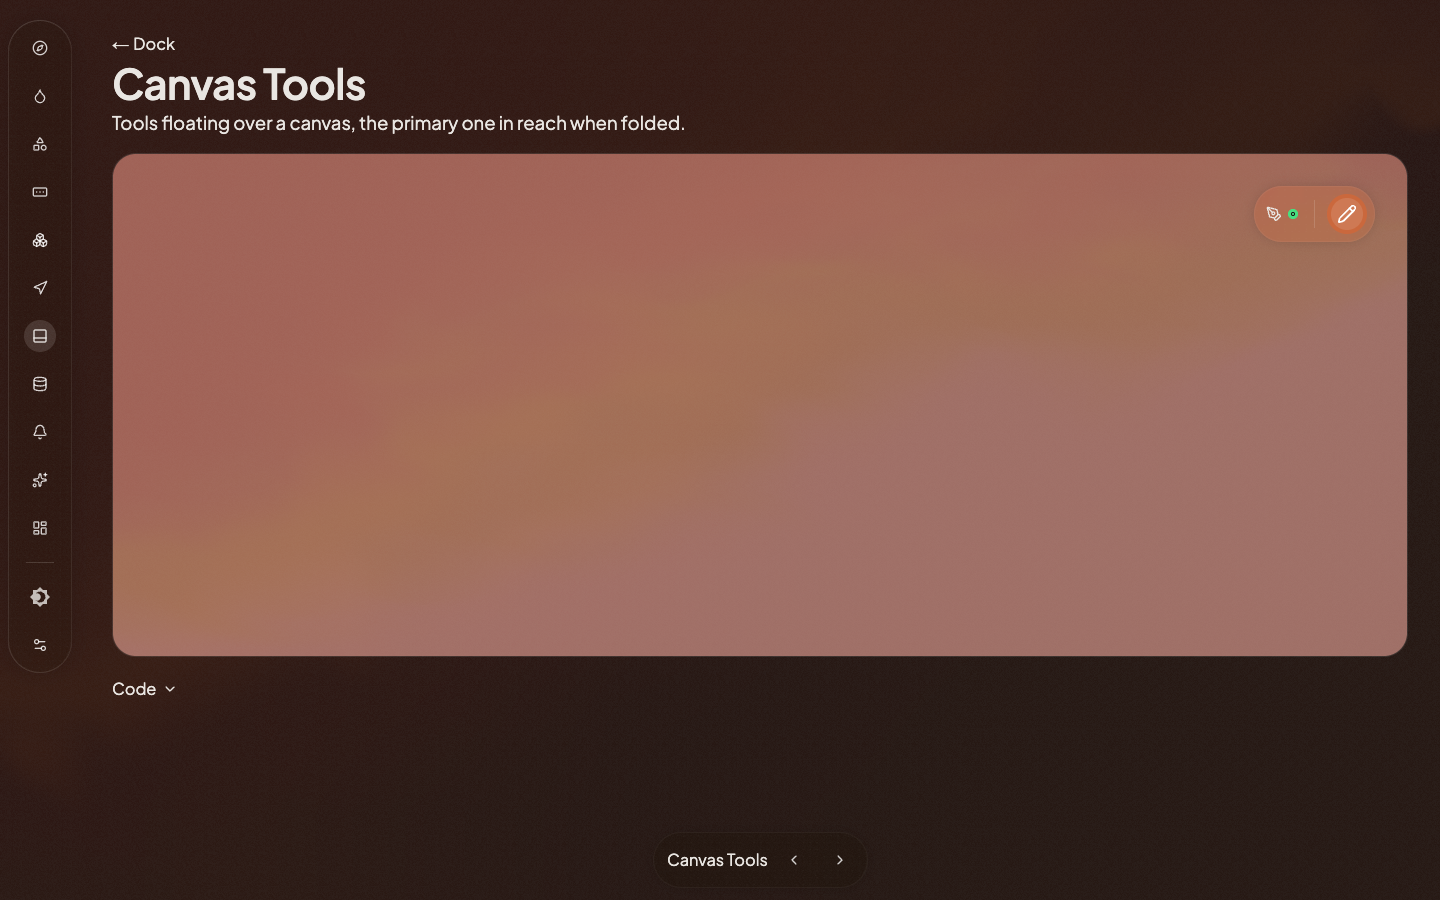 ← Dock
Canvas Tools
Tools floating over a canvas, the primary one in reach when folded.
Code
Canvas Tools